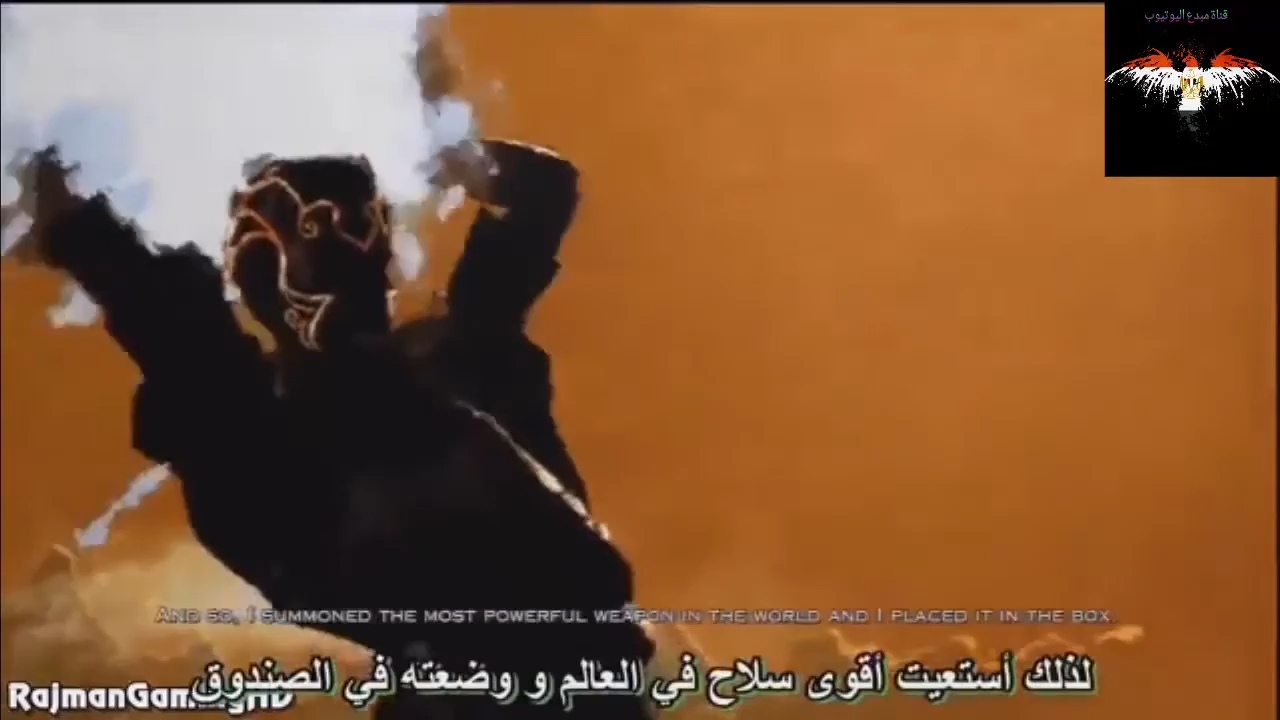 قناة مبدع اليوتيوب
AND SO, I SUMMONED THE MOST POWERFUL WEAPON IN THE WORLD AND I PLACED IT IN THE BOX.
لذلك أستعيت أقوى سلاح في العالم و وضعته في الصندوق